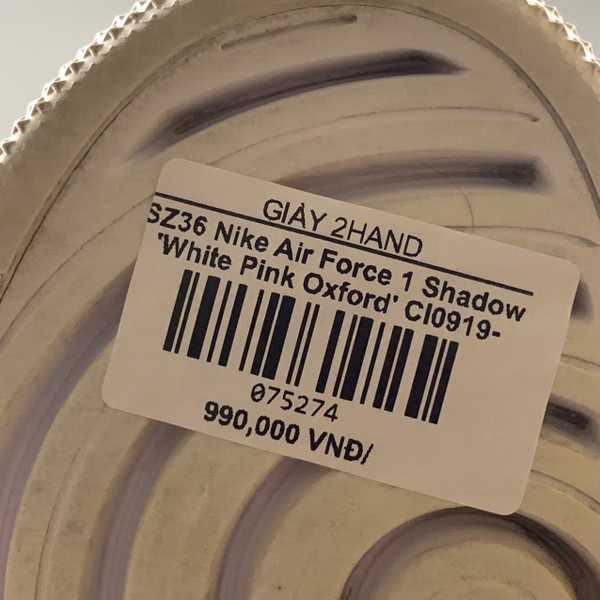 GIÀY 2HAND
SZ36 Nike Air Force 1 Shadow
'White Pink Oxford' CI0919-
075274
990,000 VNĐ/